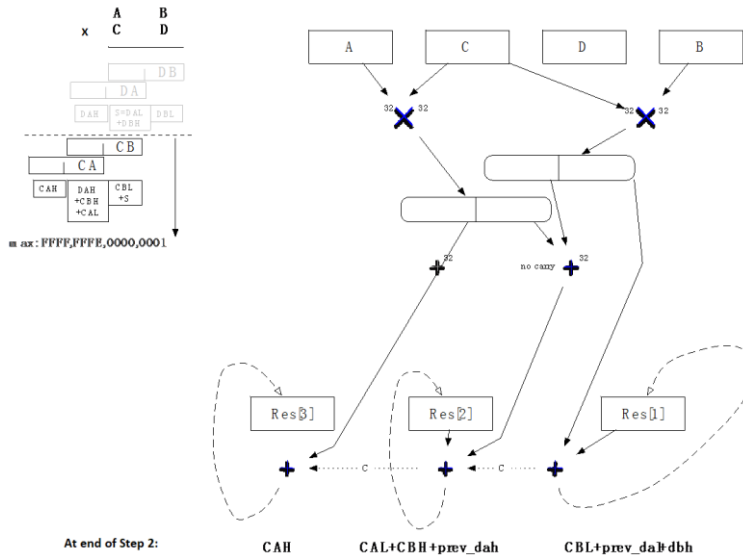 A B
x C D
DB
DA
DAH S=DAL +DBH DBL
CB
CA
CAH DAH +CBH +CAL CBL +S
max:FFFF,FFFE,0000,0001
A C D B
32 32 32 32
32 no carry 32
Res[3] Res[2] Res[1]
C C
At end of Step 2: CAH CAL+CBH+prev_dah CBL+prev_dal+dbh